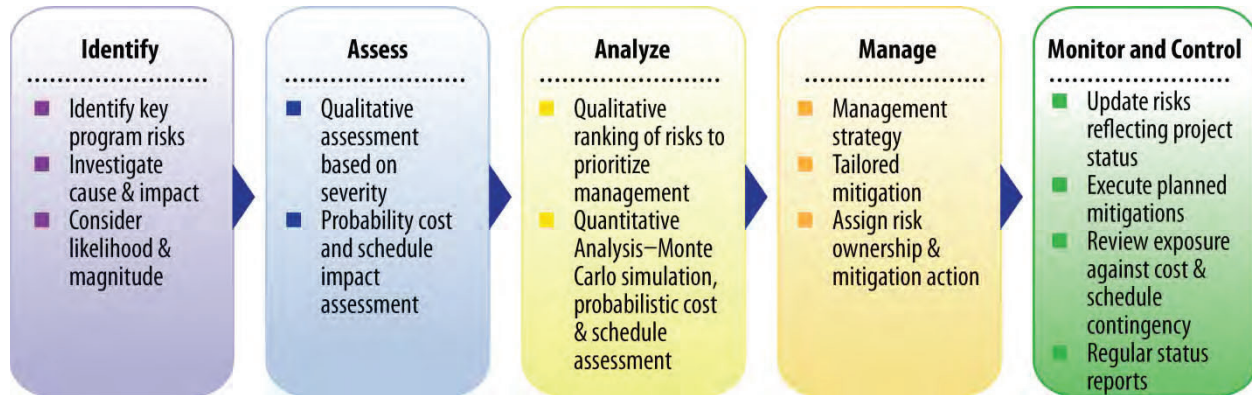 Identify
Identify key
program risks
Investigate
cause & impact
Consider
likelihood &
magnitude
Assess
Qualitative
assessment
based on
severity
Probability cost
and schedule
impact
assessment
Analyze
Qualitative
ranking of risks to
prioritize
management
Quantitative
Analysis–Monte
Carlo simulation,
probabilistic cost
& schedule
assessment
Manage
Management
strategy
Tailored
mitigation
Assign risk
ownership &
mitigation action
Monitor and Control
Update risks
reflecting project
status
Execute planned
mitigations
Review exposure
against cost &
schedule
contingency
Regular status
reports